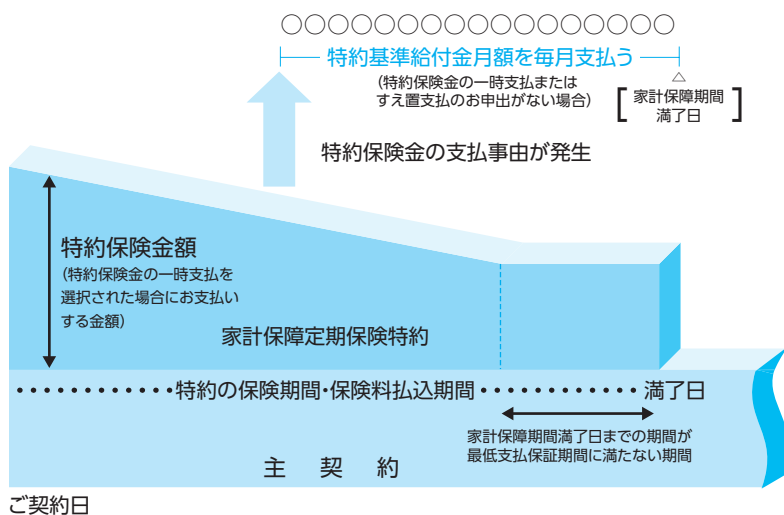 ○○○○○○○○○○○○○○○○○○○○○○
特約基準給付金月額を毎月支払う
(特約保険金の一時支払または
すえ置支払のお申出がない場合)
△
[家計保障期間
満了日]
特約保険金の支払事由が発生
特約保険金額
(特約保険金の一時支払を
選択された場合にお支払い
する金額)
家計保障定期保険特約
特約の保険期間・保険料払込期間
満了日
家計保障期間満了日までの期間が
最低支払保証期間に満たない期間
主契約
ご契約日